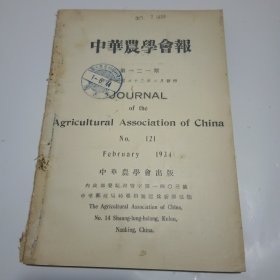 中華農學會報
第一二一期
JOURNAL
of the
Agricultural Association of China
No. 121
February 1934
中華農學會出版
The Agricultural Association of China,
No. 14 Shuang-lung-hsiang, Kulou,
Nanking, China.